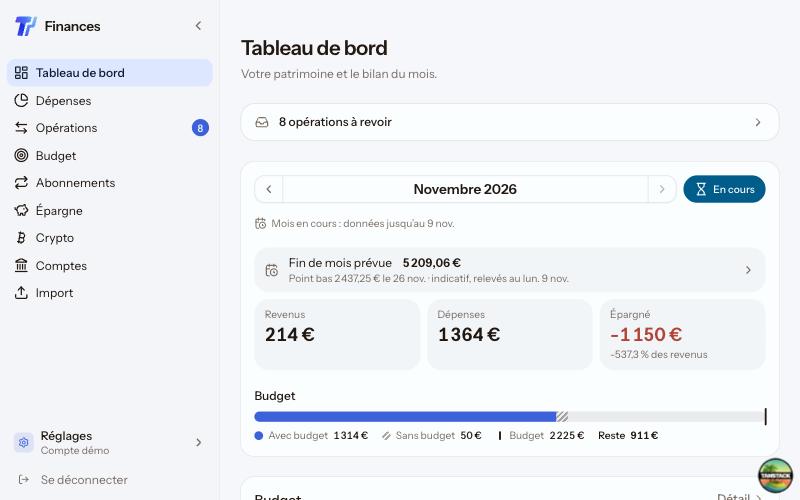 Finances
Tableau de bord
Dépenses
Opérations 8
Budget
Abonnements
Épargne
Crypto
Comptes
Import
Réglages
Compte démo
Se déconnecter
Tableau de bord
Votre patrimoine et le bilan du mois.
8 opérations à revoir
Novembre 2026
En cours
Mois en cours : données jusqu'au 9 nov.
Fin de mois prévue 5 209,06 €
Point bas 2 437,25 € le 26 nov. · indicatif, relevés au lun. 9 nov.
Revenus
214 €
Dépenses
1 364 €
Épargné
-1 150 €
-537,3 % des revenus
Budget
Avec budget 1 314 € Sans budget 50 € Budget 2 225 € Reste 911 €
Budget
Détail
TANSTACK